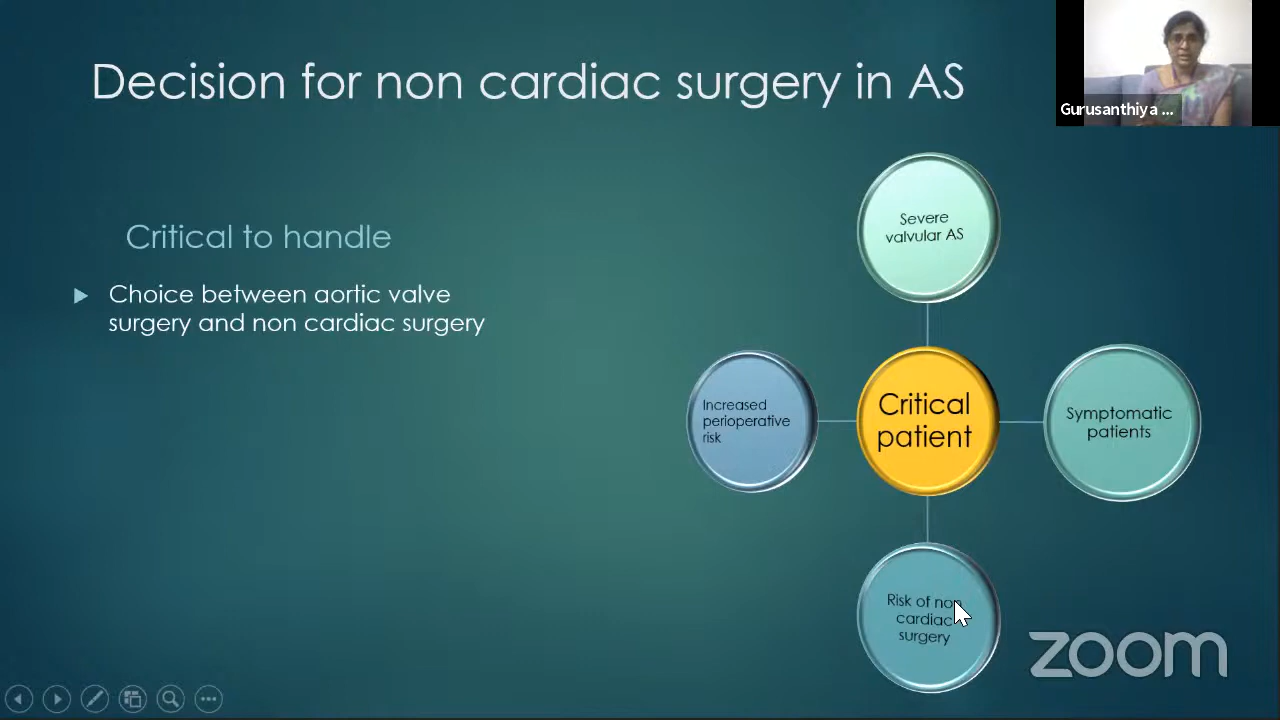 Decision for non cardiac surgery in AS
Gurusanthiya ...
Critical to handle
Choice between aortic valve
surgery and non cardiac surgery
Severe
valvular AS
Increased
perioperative
risk
Critical
patient
Symptomatic
patients
Risk of non
cardiac
surgery
zoom